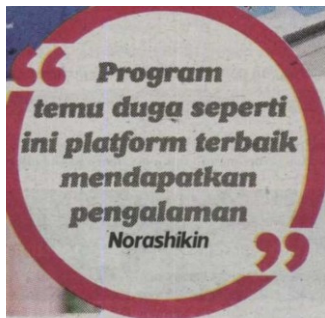 “Program
temu duga seperti
ini platform terbaik
mendapatkan
pengalaman
Norashikin”